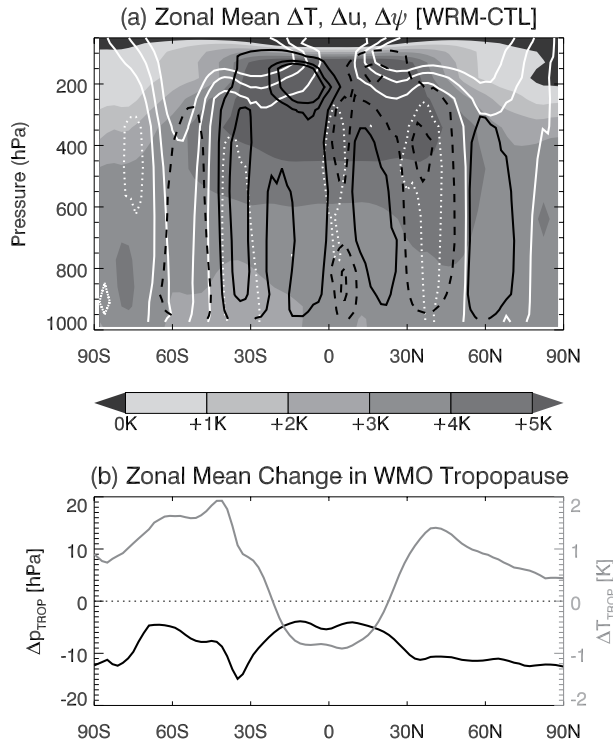 (a) Zonal Mean ΔT, Δu, Δψ [WRM-CTL]
Pressure (hPa)
200
400
600
800
1000
90S 60S 30S 0 30N 60N 90N
0K +1K +2K +3K +4K +5K
(b) Zonal Mean Change in WMO Tropopause
Δp_TROP [hPa]
20
10
0
-10
-20
2
1
0
-1
-2
ΔT_TROP [K]
90S 60S 30S 0 30N 60N 90N